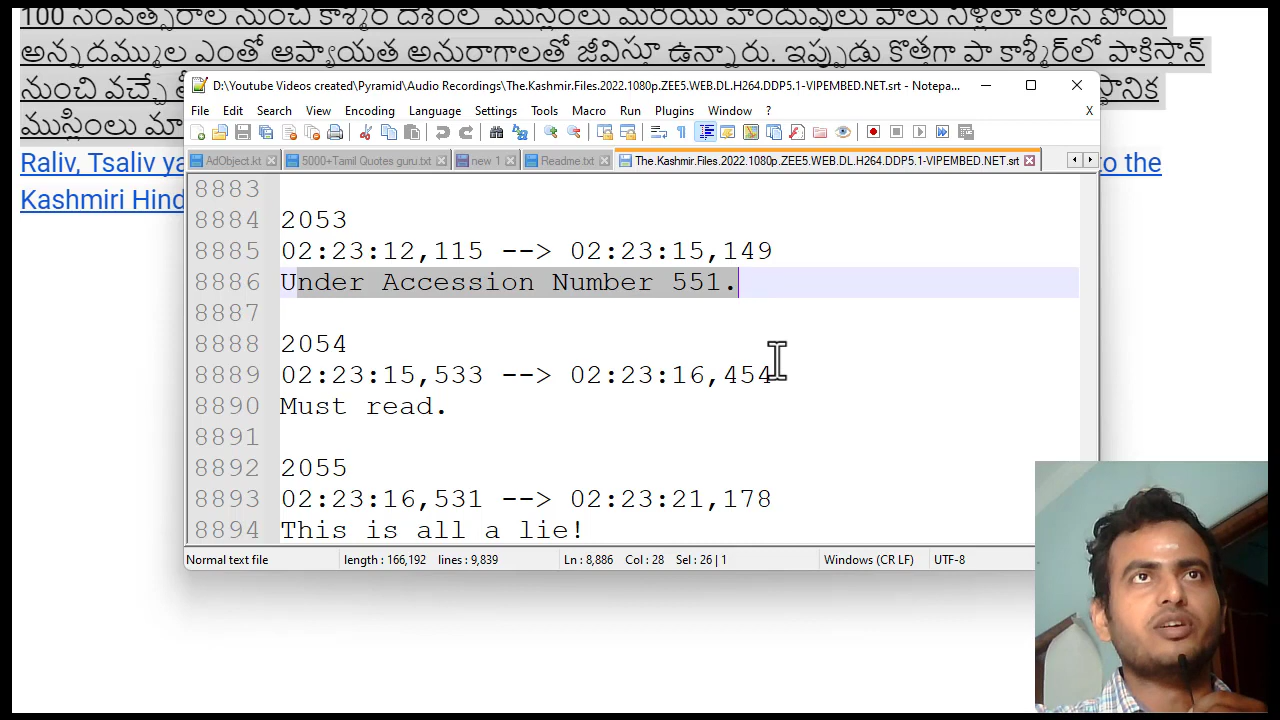 100 సంవత్సరాల నుంచి కాశ్మీర్ దేశంలో ముస్లింలు మరియు హిందువులు పాలు నీళ్లలా కలిసి పోయి
అన్నదమ్ముల ఎంతో ఆప్యాయత అనురాగాలతో జీవిస్తూ ఉన్నారు. ఇప్పుడు కొత్తగా పా కాశ్మీర్‌లో పాకిస్తాన్
నుంచి వచ్చే
ముస్లింలు
Raliv, Tsaliv ya
to the
Kashmiri Hind
D:\Youtube Videos created\Pyramid\Audio Recordings\The.Kashmir.Files.2022.1080p.ZEE5.WEB.DL.H264.DDP5.1-VIPEMBED.NET.srt - Notepa...
File Edit Search View Encoding Language Settings Tools Macro Run Plugins Window ? X
AdObject.kt 5000+Tamil Quotes guru.txt new 1 Readme.txt The.Kashmir.Files.2022.1080p.ZEE5.WEB.DL.H264.DDP5.1-VIPEMBED.NET.srt
8883
8884 2053
8885 02:23:12,115 --> 02:23:15,149
8886 Under Accession Number 551.
8887
8888 2054
8889 02:23:15,533 --> 02:23:16,454
8890 Must read.
8891
8892 2055
8893 02:23:16,531 --> 02:23:21,178
8894 This is all a lie!
Normal text file length : 166,192 lines : 9,839 Ln : 8,886 Col : 28 Sel : 26 | 1 Windows (CR LF) UTF-8